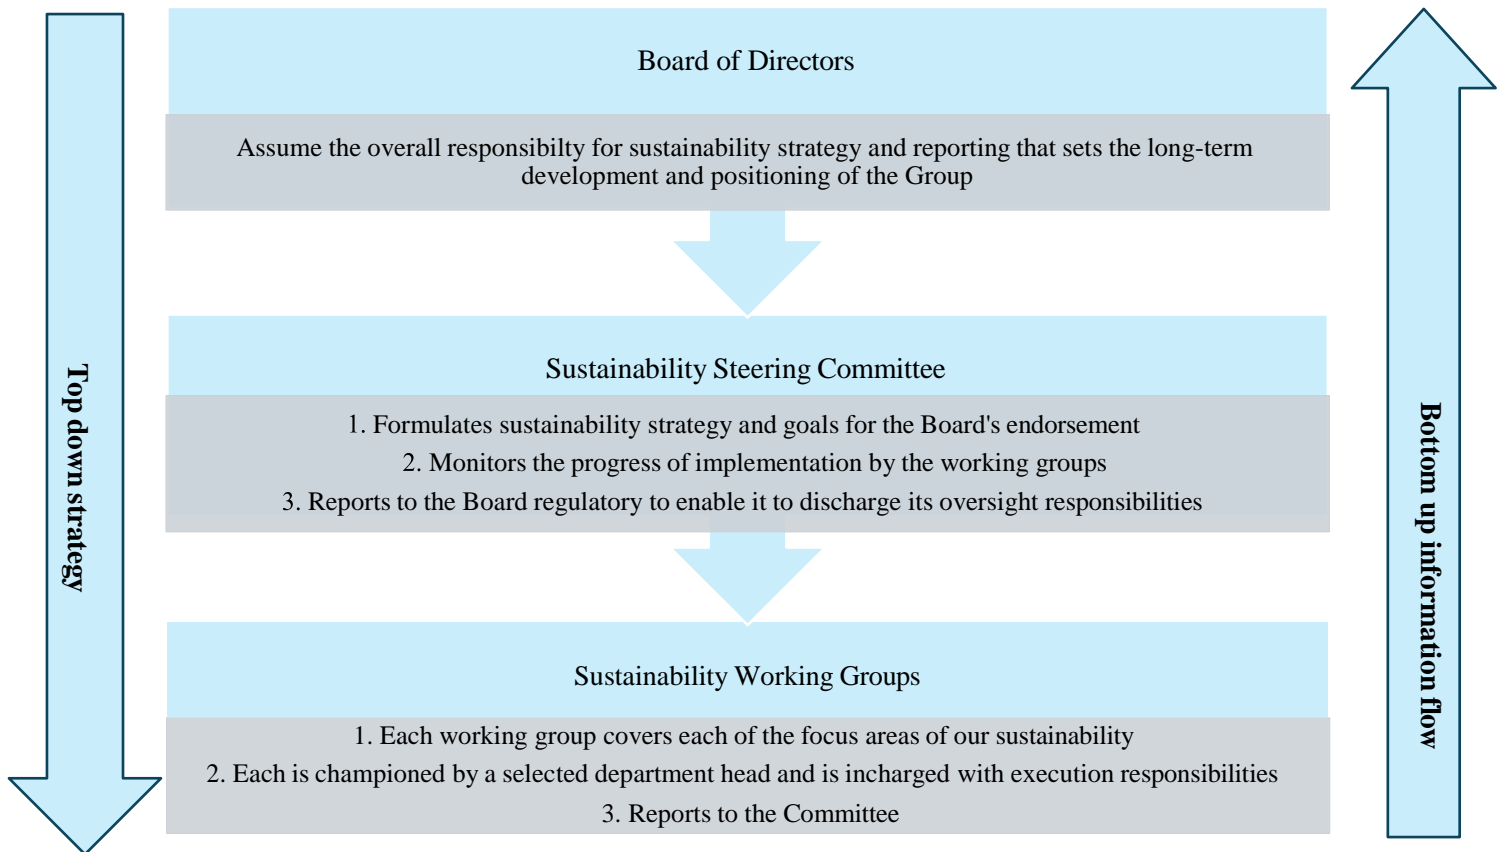 Board of Directors
Assume the overall responsibilty for sustainability strategy and reporting that sets the long-term
development and positioning of the Group
Top down strategy
Sustainability Steering Committee
1. Formulates sustainability strategy and goals for the Board's endorsement
2. Monitors the progress of implementation by the working groups
3. Reports to the Board regulatory to enable it to discharge its oversight responsibilities
Bottom up information flow
Sustainability Working Groups
1. Each working group covers each of the focus areas of our sustainability
2. Each is championed by a selected department head and is incharged with execution responsibilities
3. Reports to the Committee